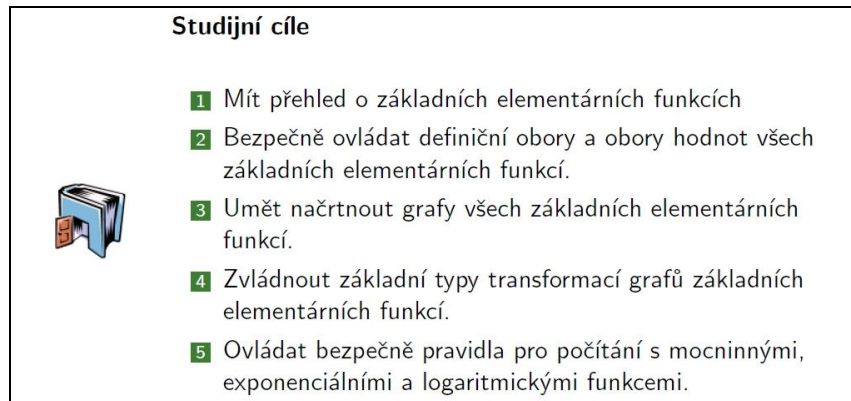 Studijní cíle
1 Mít přehled o základních elementárních funkcích
2 Bezpečně ovládat definiční obory a obory hodnot všech
základních elementárních funkcí.
3 Umět načrtnout grafy všech základních elementárních
funkcí.
4 Zvládnout základní typy transformací grafů základních
elementárních funkcí.
5 Ovládat bezpečně pravidla pro počítání s mocninnými,
exponenciálními a logaritmickými funkcemi.